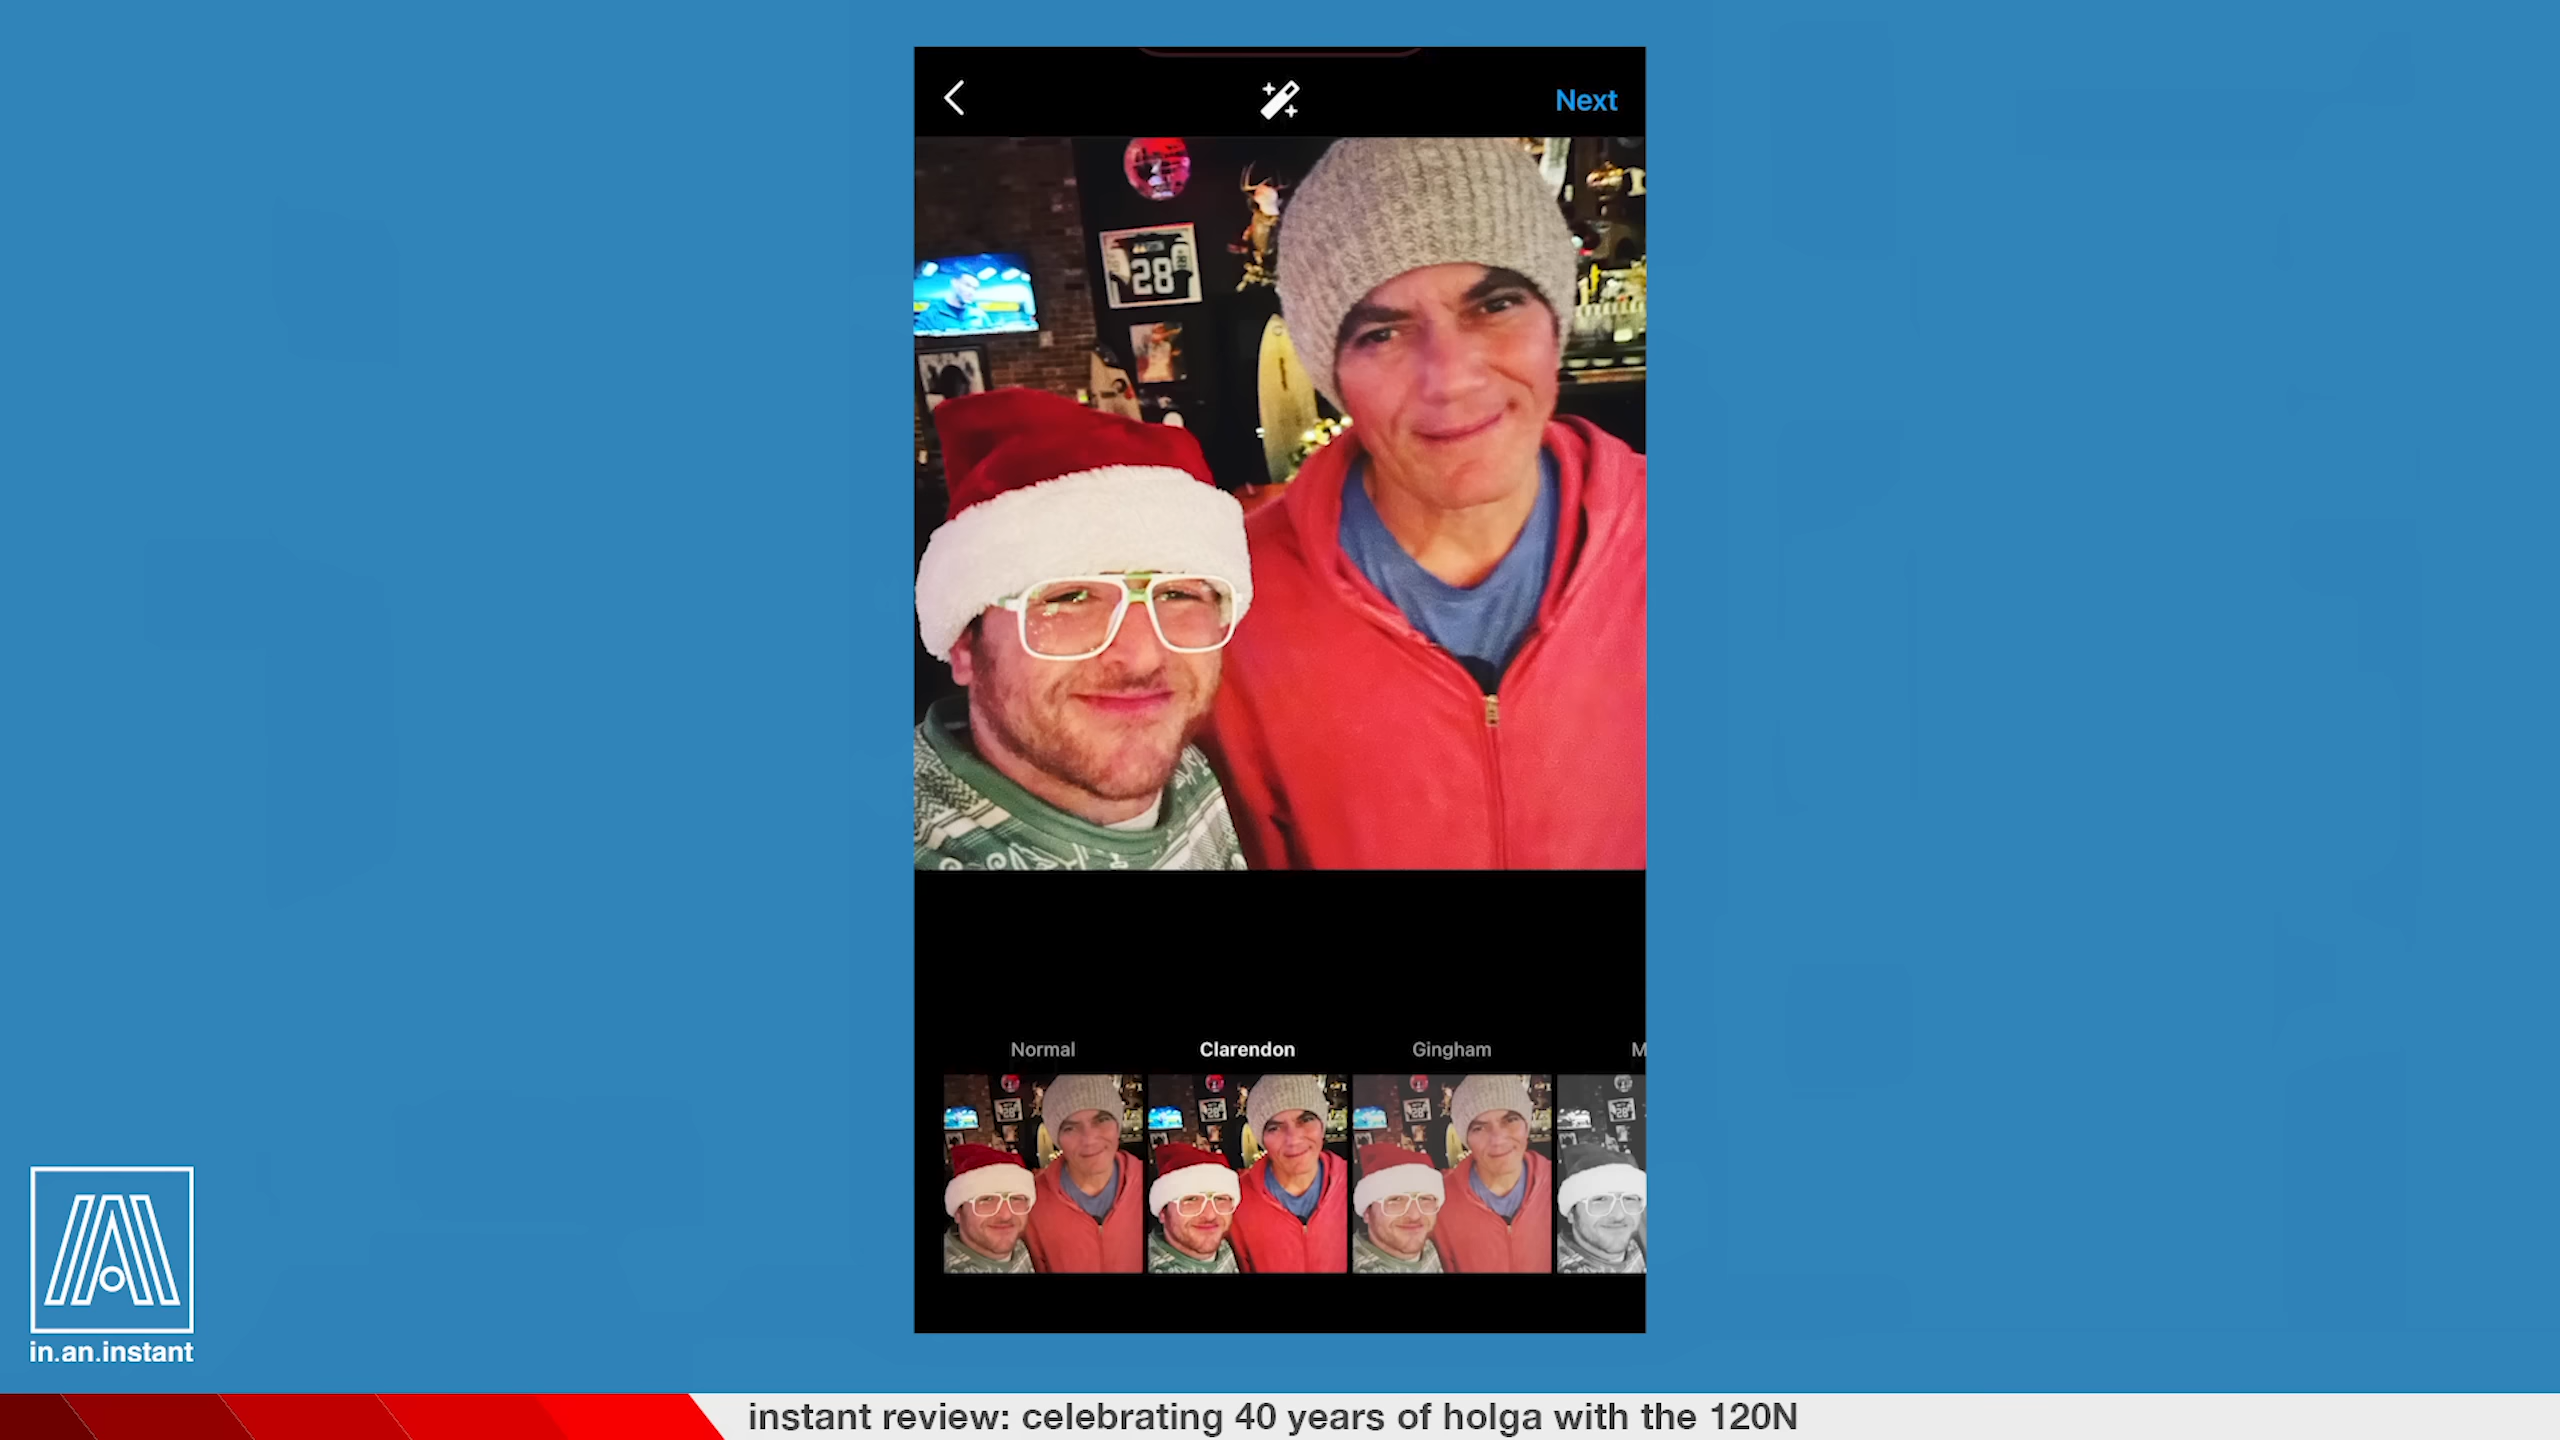 Next
28
Normal
Clarendon
Gingham
M
in.an.instant
instant review: celebrating 40 years of holga with the 120N